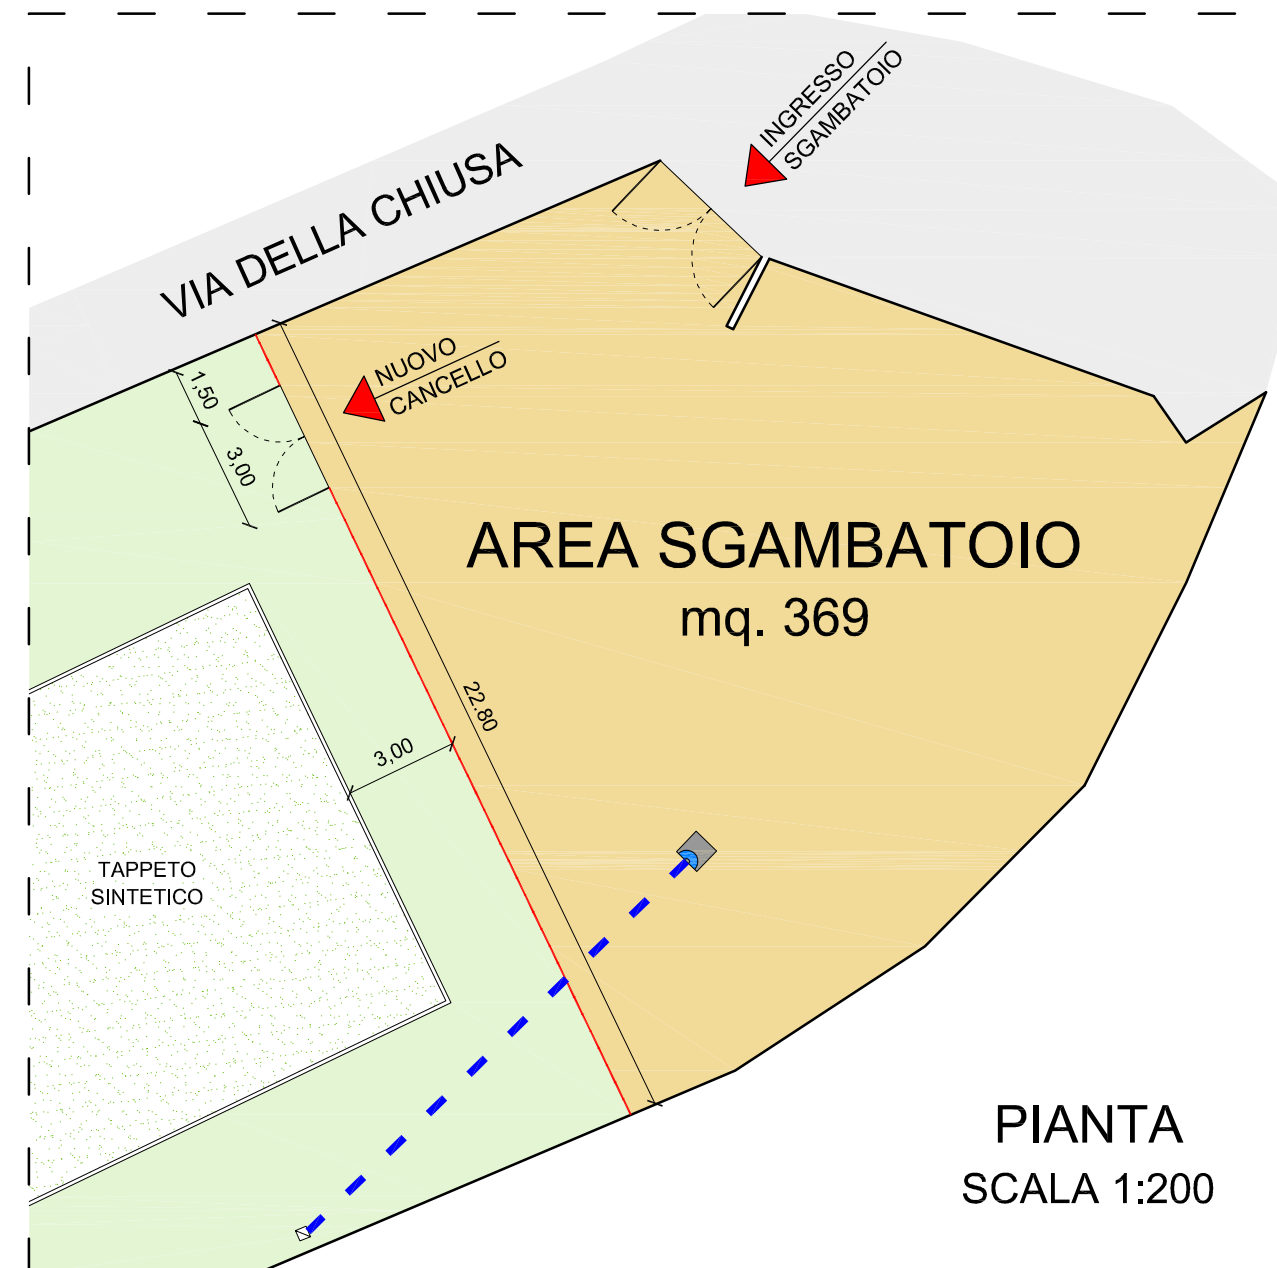 INGRESSO
SGAMBATOIO
VIA DELLA CHIUSA
NUOVO
CANCELLO
1,50
3,00
AREA SGAMBATOIO
mq. 369
22.80
3,00
TAPPETO
SINTETICO
PIANTA
SCALA 1:200